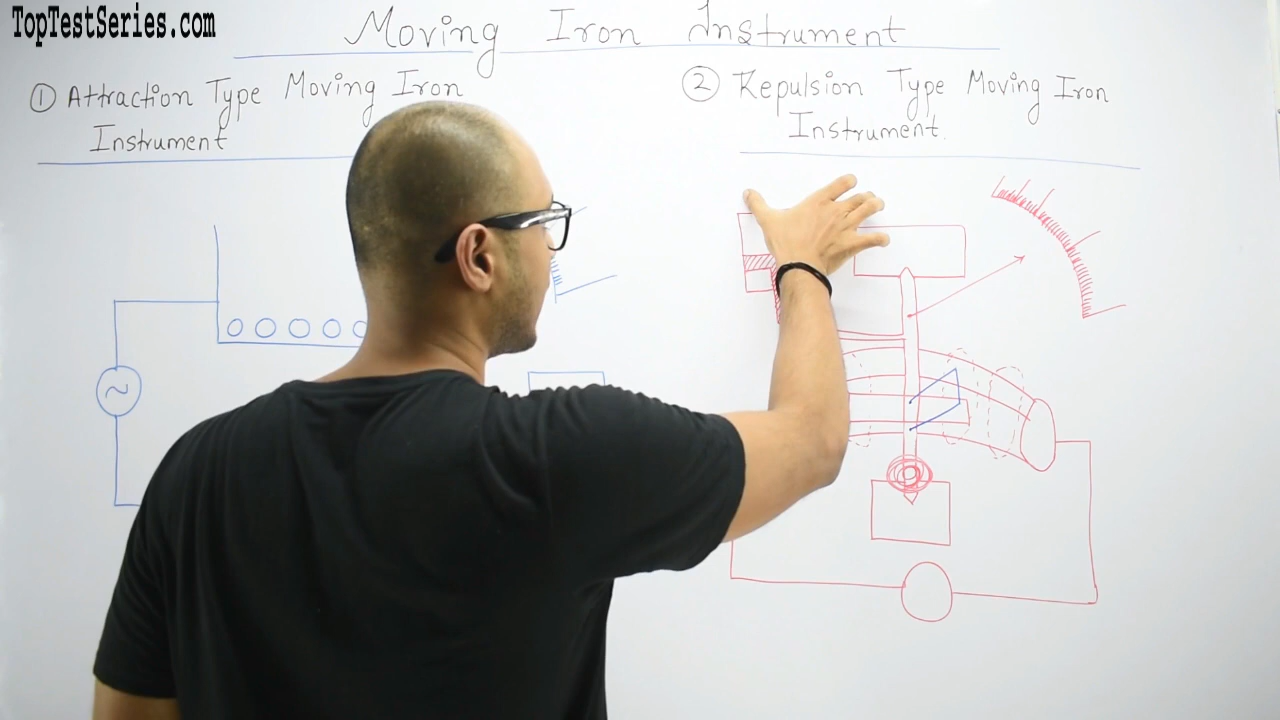 TopTestSeries.com
Moving Iron Instrument
① Attraction Type Moving Iron
Instrument
② Repulsion Type Moving Iron
Instrument.
~